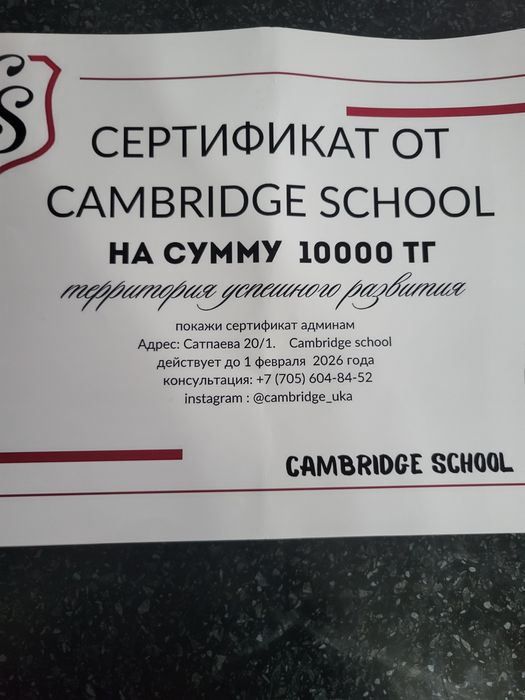 СЕРТИФИКАТ ОТ
CAMBRIDGE SCHOOL
НА СУММУ 10000 ТГ
территория успешного развития
покажи сертификат админам
Адрес: Сатпаева 20/1. Cambridge school
действует до 1 февраля 2026 года
консультация: +7 (705) 604-84-52
instagram : @cambridge_uka
CAMBRIDGE SCHOOL